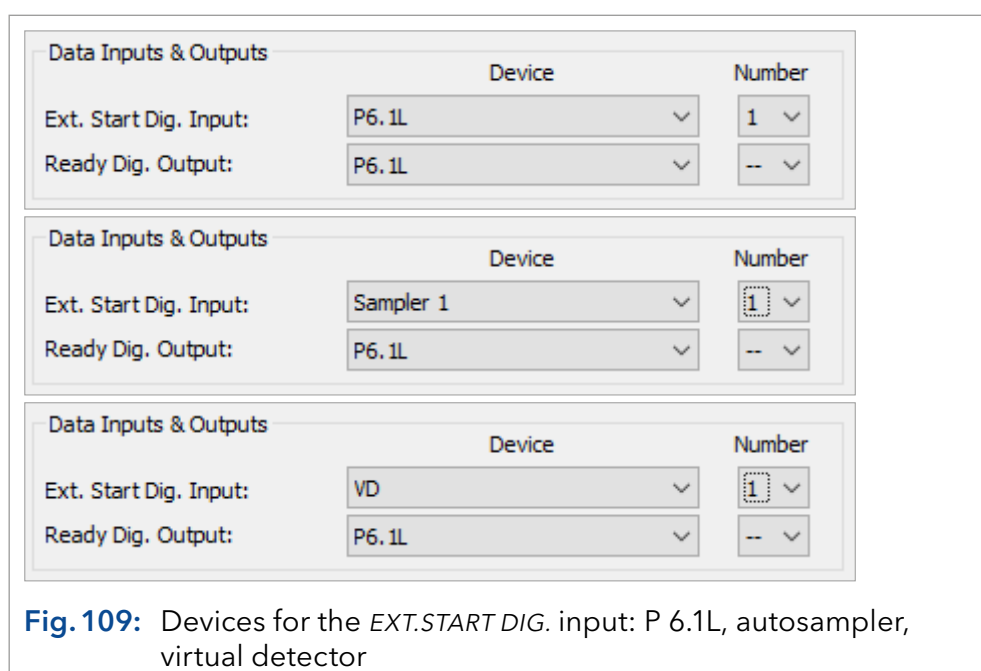 Data Inputs & Outputs
Device Number
Ext. Start Dig. Input: P6.1L 1
Ready Dig. Output: P6.1L --
Data Inputs & Outputs
Device Number
Ext. Start Dig. Input: Sampler 1 1
Ready Dig. Output: P6.1L --
Data Inputs & Outputs
Device Number
Ext. Start Dig. Input: VD 1
Ready Dig. Output: P6.1L --
Fig. 109: Devices for the EXT.START DIG. input: P 6.1L, autosampler,
virtual detector